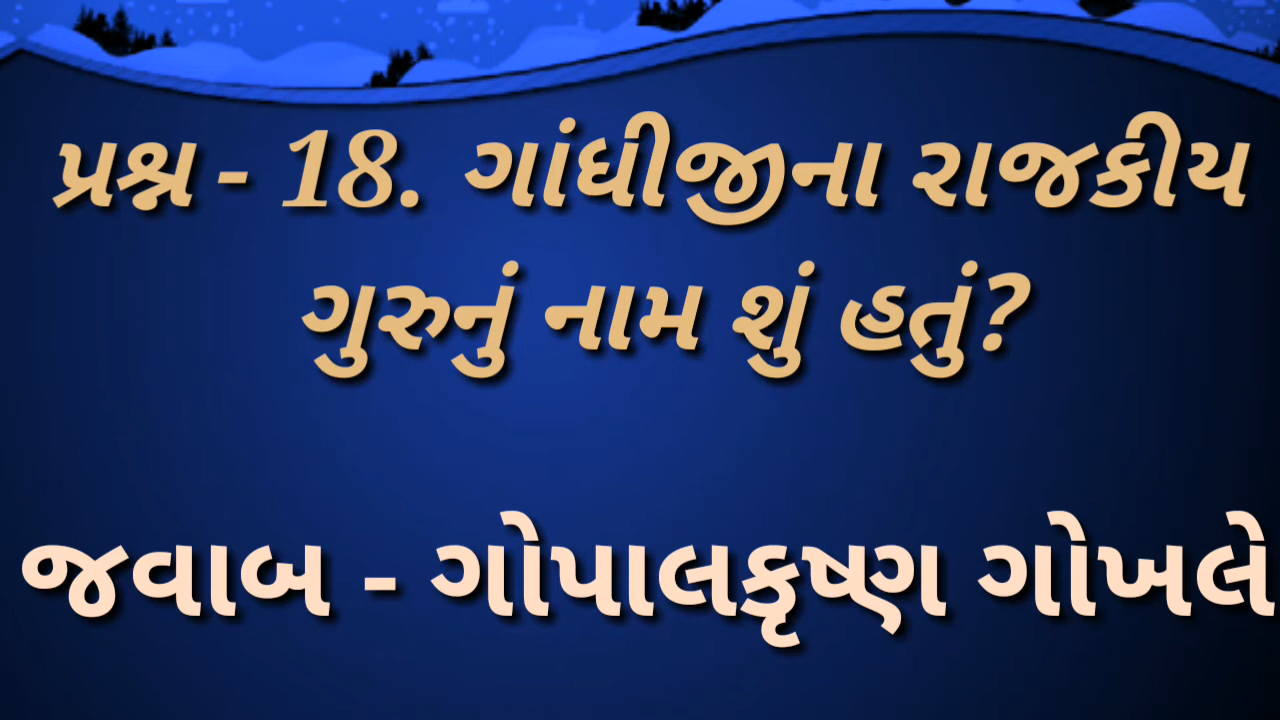 પ્રશ્ન - 18. ગાંધીજીના રાજકીય
ગુરુનું નામ શું હતું?
જવાબ - ગોપાલકૃષ્ણ ગોખલે